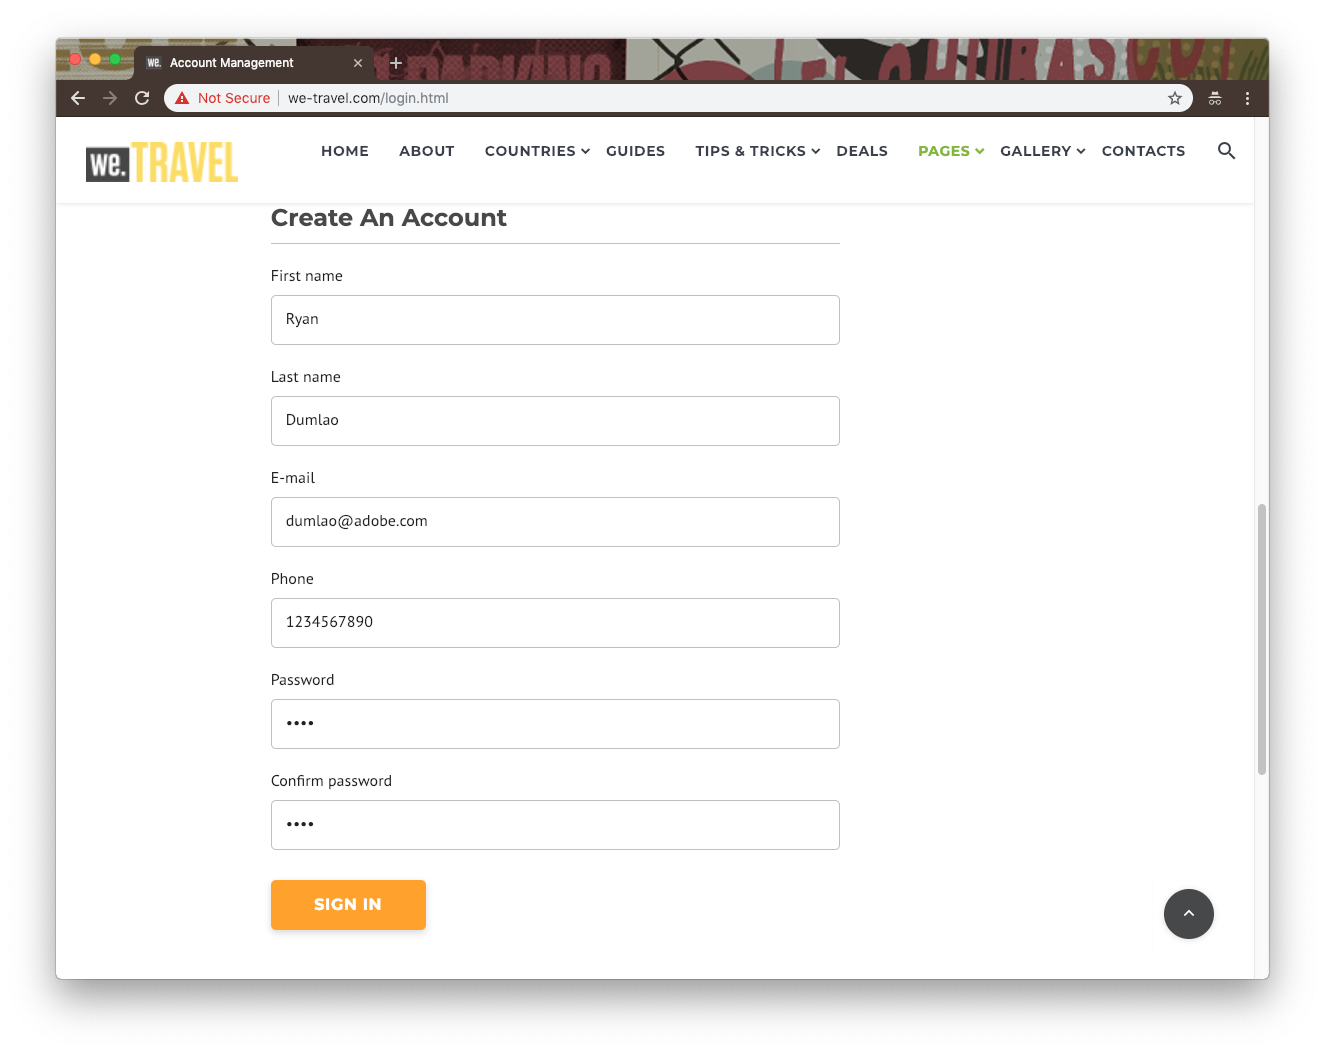 we. Account Management
Not Secure we-travel.com/login.html
we.TRAVEL
HOME ABOUT COUNTRIES GUIDES TIPS & TRICKS DEALS PAGES GALLERY CONTACTS
Create An Account
First name
Ryan
Last name
Dumlao
E-mail
dumlao@adobe.com
Phone
1234567890
Password
••••
Confirm password
••••
SIGN IN